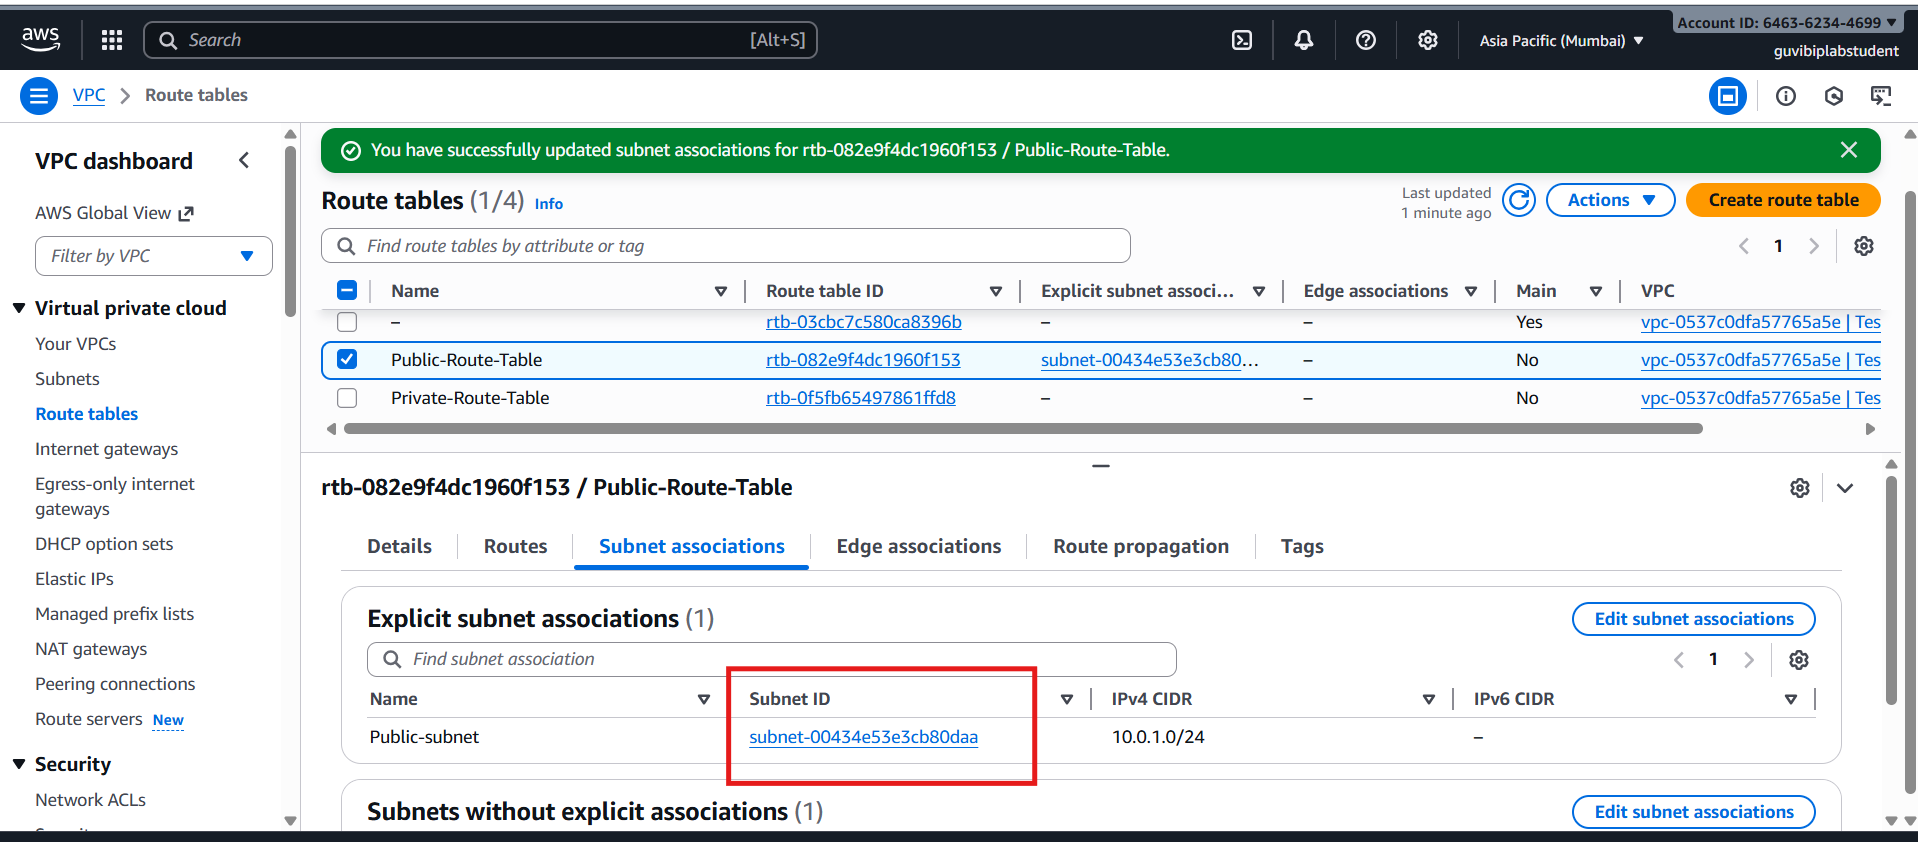 aws
Search [Alt+S]
Asia Pacific (Mumbai) ▼
Account ID: 6463-6234-4699 ▼
guvibiplabstudent
VPC > Route tables
VPC dashboard
AWS Global View
Filter by VPC
Virtual private cloud
Your VPCs
Subnets
Route tables
Internet gateways
Egress-only internet
gateways
DHCP option sets
Elastic IPs
Managed prefix lists
NAT gateways
Peering connections
Route servers New
Security
Network ACLs
You have successfully updated subnet associations for rtb-082e9f4dc1960f153 / Public-Route-Table.
Route tables (1/4) Info
Last updated
1 minute ago
Actions
Create route table
Find route tables by attribute or tag
1
Name Route table ID Explicit subnet associ... Edge associations Main VPC
– rtb-03cbc7c580ca8396b – – Yes vpc-0537c0dfa57765a5e | Tes
Public-Route-Table rtb-082e9f4dc1960f153 subnet-00434e53e3cb80... – No vpc-0537c0dfa57765a5e | Tes
Private-Route-Table rtb-0f5fb65497861ffd8 – – No vpc-0537c0dfa57765a5e | Tes
rtb-082e9f4dc1960f153 / Public-Route-Table
Details Routes Subnet associations Edge associations Route propagation Tags
Explicit subnet associations (1)
Edit subnet associations
Find subnet association
1
Name Subnet ID IPv4 CIDR IPv6 CIDR
Public-subnet subnet-00434e53e3cb80daa 10.0.1.0/24 –
Subnets without explicit associations (1)
Edit subnet associations